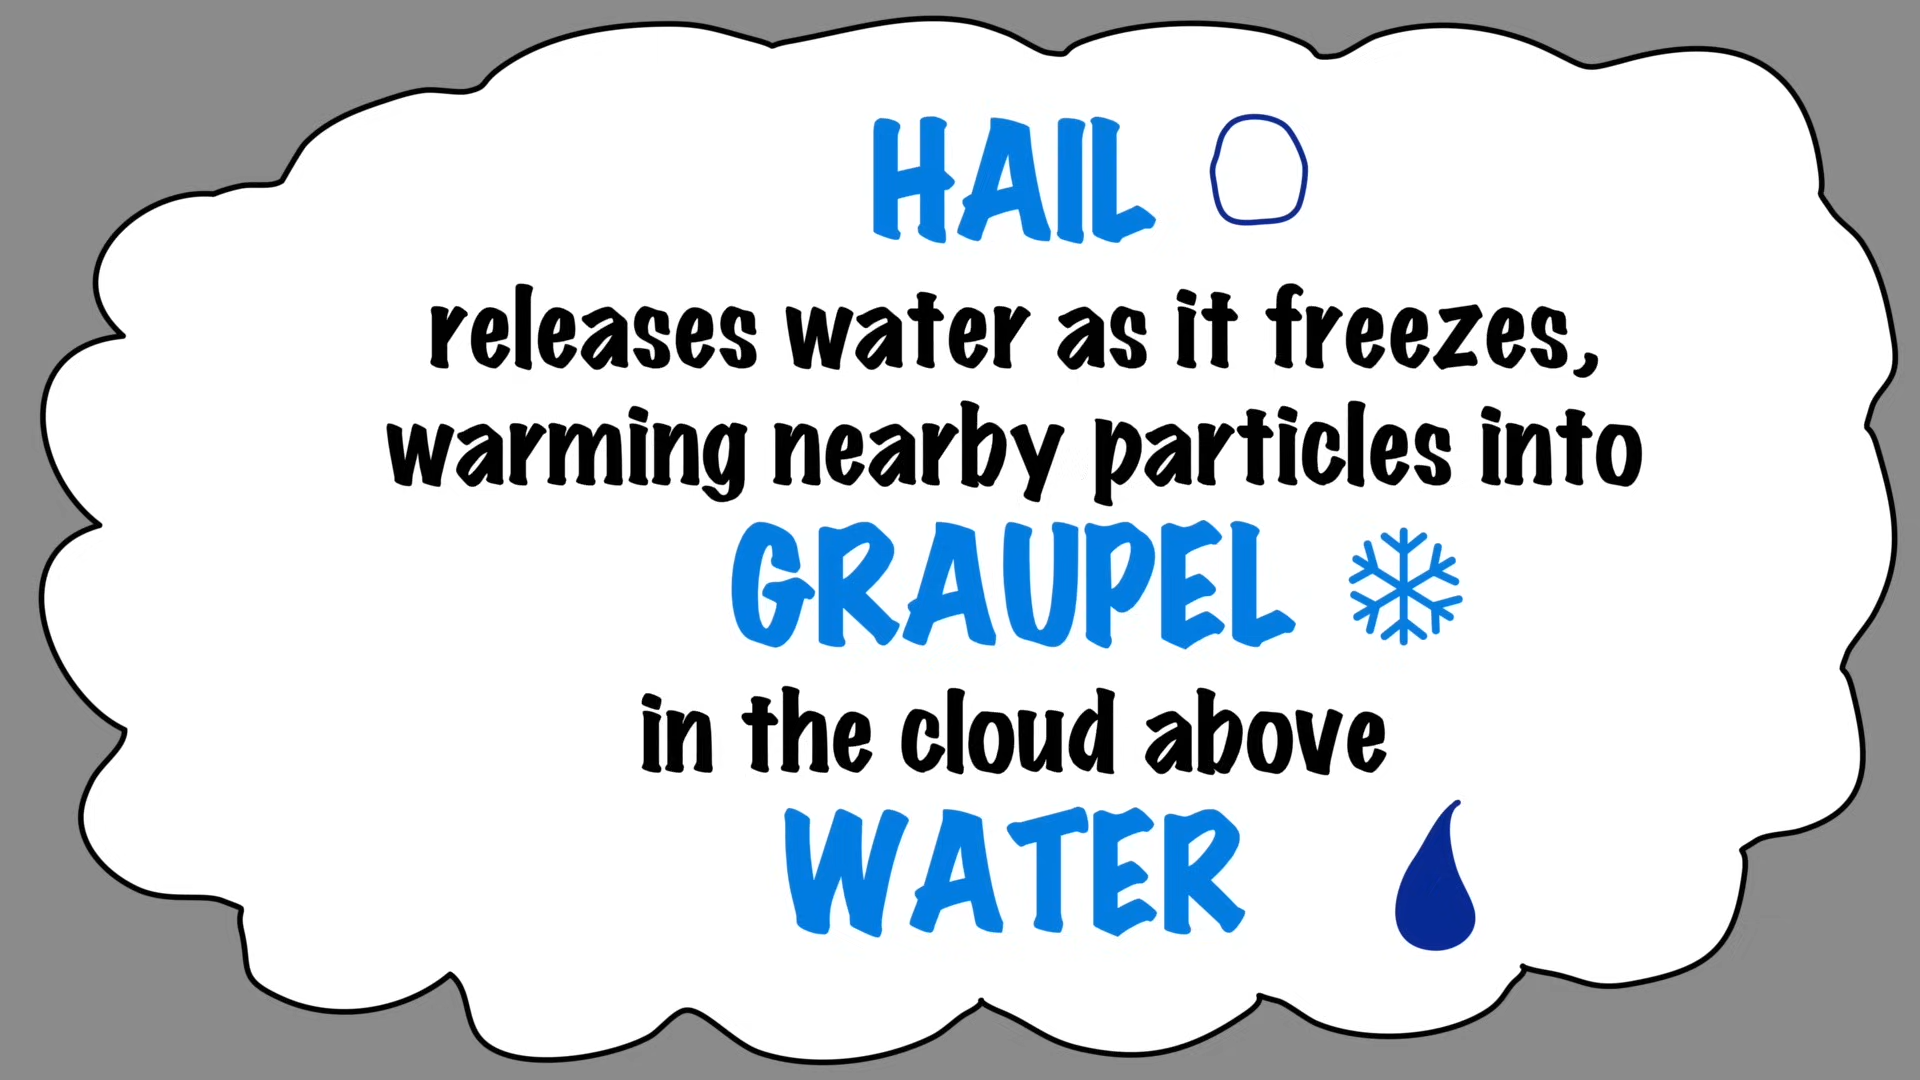 HAIL
releases water as it freezes,
warming nearby particles into
GRAUPEL
in the cloud above
WATER